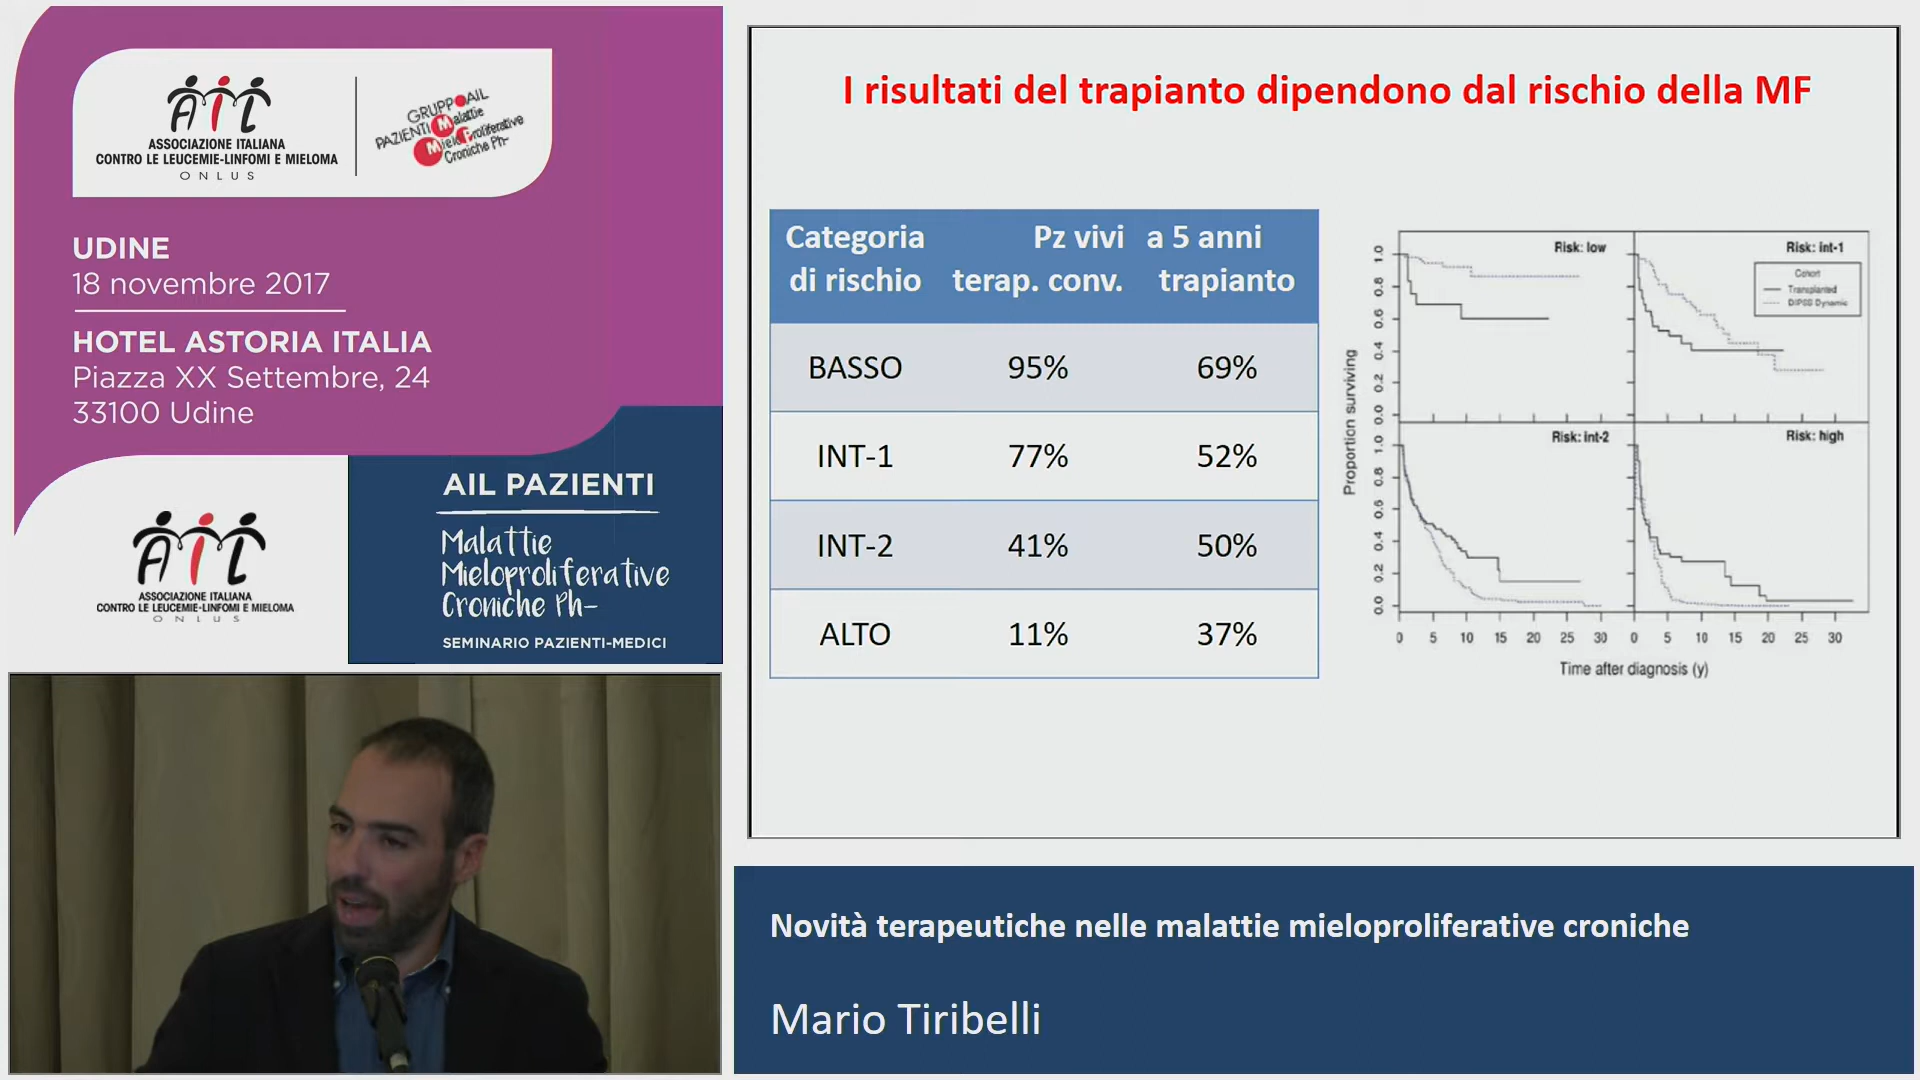 AIL
ASSOCIAZIONE ITALIANA
CONTRO LE LEUCEMIE-LINFOMI E MIELOMA
ONLUS
GRUPPO AIL
PAZIENTI Malattie
MieloProliferative
Croniche Ph-
UDINE
18 novembre 2017
HOTEL ASTORIA ITALIA
Piazza XX Settembre, 24
33100 Udine
AIL
ASSOCIAZIONE ITALIANA
CONTRO LE LEUCEMIE-LINFOMI E MIELOMA
ONLUS
AIL PAZIENTI
Malattie
Mieloproliferative
Croniche Ph-
SEMINARIO PAZIENTI-MEDICI
I risultati del trapianto dipendono dal rischio della MF
Categoria Pz vivi a 5 anni
di rischio terap. conv. trapianto
BASSO 95% 69%
INT-1 77% 52%
INT-2 41% 50%
ALTO 11% 37%
Proportion surviving
Risk: low
0.0 0.2 0.4 0.6 0.8 1.0
Risk: int-1
Cohort
Transplanted
DIPSS Dynamic
Risk: int-2
0.0 0.2 0.4 0.6 0.8 1.0
Risk: high
0 5 10 15 20 25 30 0 5 10 15 20 25 30
Time after diagnosis (y)
Novità terapeutiche nelle malattie mieloproliferative croniche
Mario Tiribelli